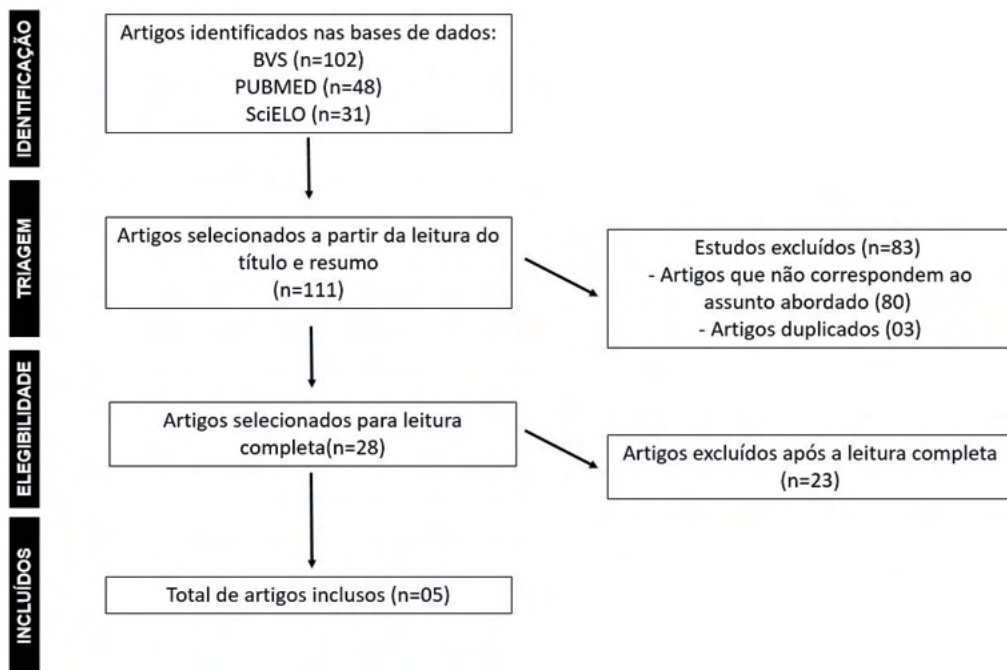 IDENTIFICAÇÃO
Artigos identificados nas bases de dados:
BVS (n=102)
PUBMED (n=48)
SciELO (n=31)
TRIAGEM
Artigos selecionados a partir da leitura do
título e resumo
(n=111)
Estudos excluídos (n=83)
- Artigos que não correspondem ao
assunto abordado (80)
- Artigos duplicados (03)
ELEGIBILIDADE
Artigos selecionados para leitura
completa(n=28)
Artigos excluídos após a leitura completa
(n=23)
INCLUÍDOS
Total de artigos inclusos (n=05)